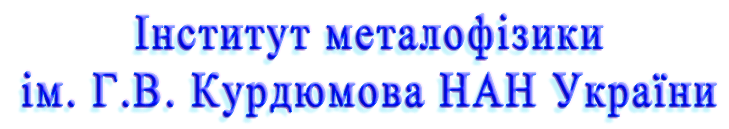 Інститут металофізики
ім. Г.В. Курдюмова НАН України